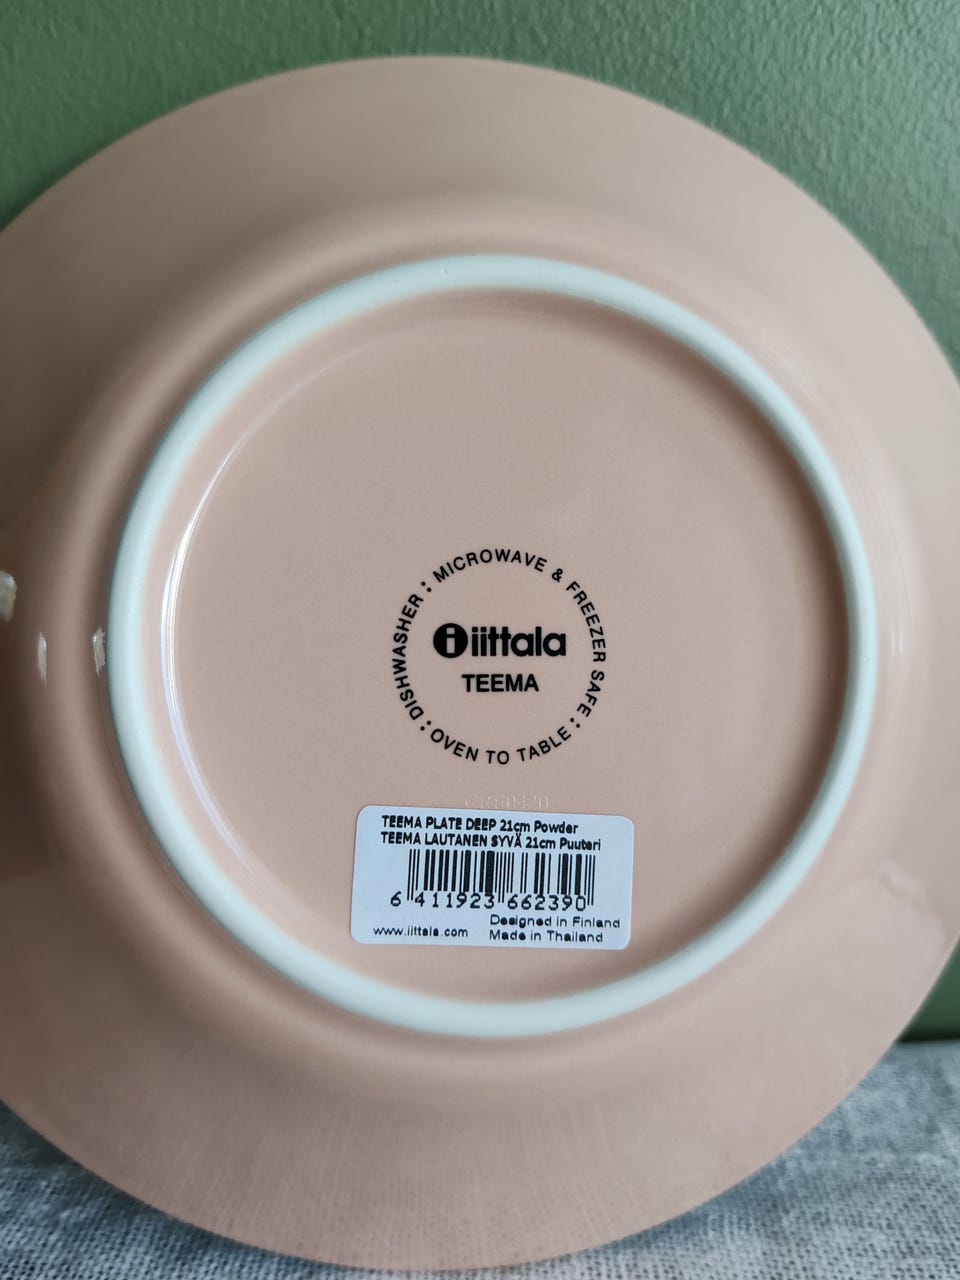 DISHWASHER : MICROWAVE & FREEZER SAFE : OVEN TO TABLE :
iittala
TEEMA
CRE0420
TEEMA PLATE DEEP 21cm Powder
TEEMA LAUTANEN SYVÄ 21cm Puuteri
6 411923 662390
Designed in Finland
www.iittala.com Made in Thailand